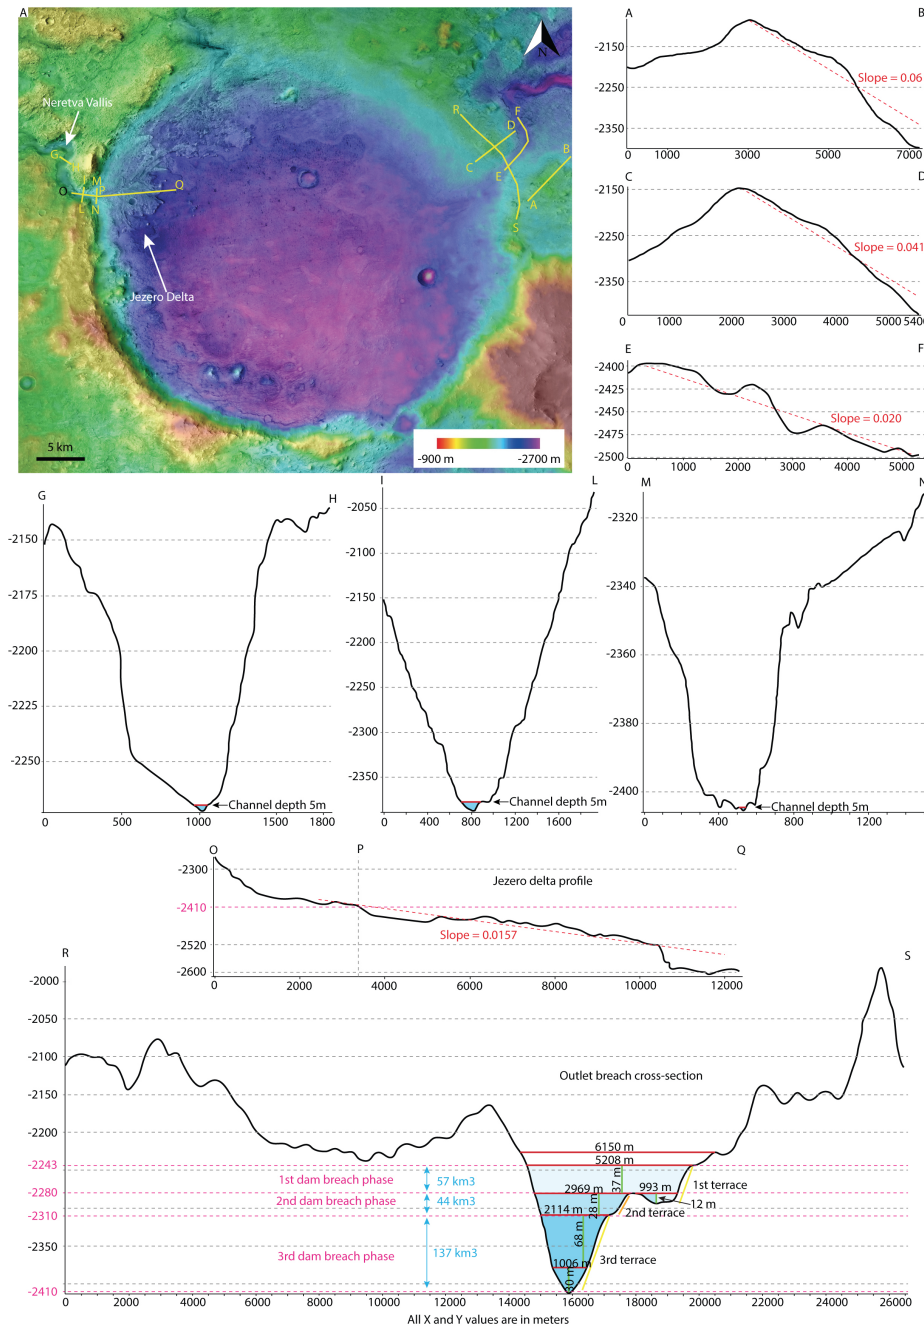 A
N
Neretva Vallis
G
H
I
M
O
P
L
N
Q
Jezero Delta
R
F
D
C
E
B
A
S
5 km
-900 m
-2700 m
A
B
-2150
-2250
-2350
Slope = 0.06
0
1000
3000
5000
7000
C
D
-2150
-2250
-2350
Slope = 0.041
0
1000
2000
4000
5000
540
E
F
-2400
-2425
-2450
-2475
-2500
Slope = 0.020
0
1000
2000
4000
5000
G
H
-2150
-2175
-2200
-2225
-2250
Channel depth 5m
0
500
1000
1800
I
L
-2050
-2100
-2150
-2200
-2250
-2300
-2350
Channel depth 5m
0
400
800
1200
1900
M
N
-2320
-2340
-2360
-2380
-2400
Channel depth 5m
0
400
800
1200
O
P
Q
Jezero delta profile
-2300
-2410
-2520
-2600
Slope = 0.0157
0
2000
4000
6000
8000
10000
12000
R
S
-2000
-2050
-2100
-2150
-2200
-2243
-2280
-2310
-2350
-2410
Outlet breach cross-section
6150 m
5208 m
37 m
1st dam breach phase
57 km3
2969 m
993 m
1st terrace
2nd dam breach phase
44 km3
28 m
12 m
2114 m
2nd terrace
3rd dam breach phase
137 km3
68 m
3rd terrace
1006 m
30 m
0
2000
4000
6000
8000
10000
12000
14000
16000
18000
20000
22000
24000
26000
All X and Y values are in meters